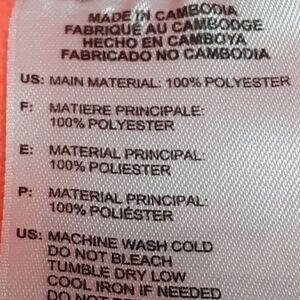 MADE IN CAMBODIA
FABRIQUÉ AU CAMBODGE
HECHO EN CAMBOYA
FABRICADO NO CAMBODIA
US: MAIN MATERIAL: 100% POLYESTER
F: MATIERE PRINCIPALE:
100% POLYESTER
E: MATERIAL PRINCIPAL:
100% POLIESTER
P: MATERIAL PRINCIPAL:
100% POLIÉSTER
US: MACHINE WASH COLD
DO NOT BLEACH
TUMBLE DRY LOW
COOL IRON IF NEEDED
DO NOT